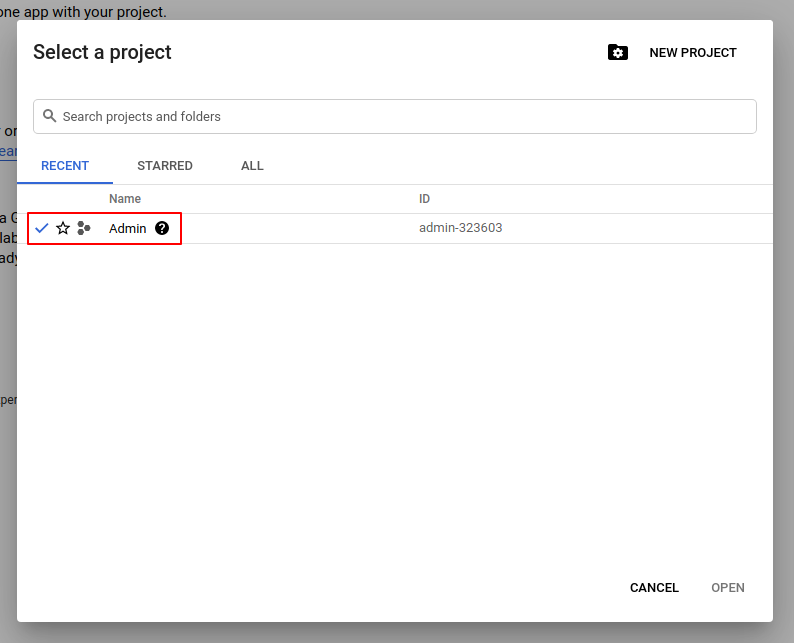 one app with your project.
Select a project
NEW PROJECT
Search projects and folders
or
RECENT STARRED ALL
Name ID
Admin admin-323603
CANCEL OPEN